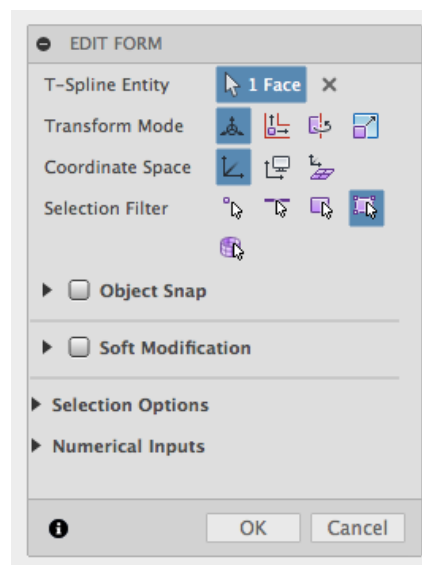 EDIT FORM
T-Spline Entity 1 Face
Transform Mode
Coordinate Space
Selection Filter
Object Snap
Soft Modification
Selection Options
Numerical Inputs
OK Cancel